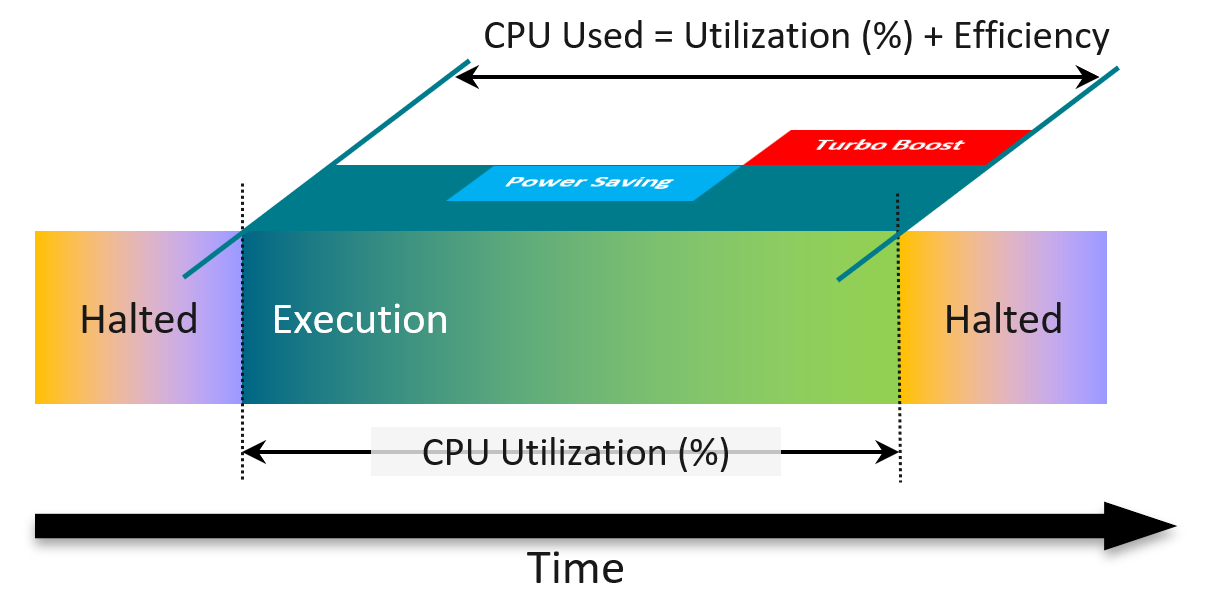 CPU Used = Utilization (%) + Efficiency
Turbo Boost
Power Saving
Halted
Execution
Halted
CPU Utilization (%)
Time